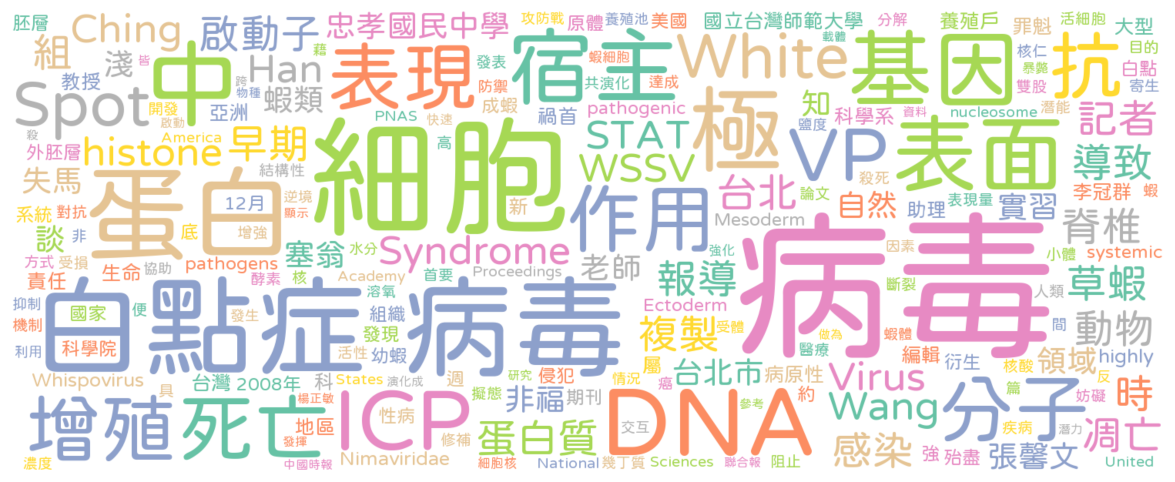 胚層 Ching 啟動子 忠孝國民中學 攻防戰 原體 養殖池 美國 國立台灣師範大學 分解 養殖戶 罪魁 活細胞 大型
組 淺 中 Han 表現 發表 宿主 蝦細胞 載體 White 基因 核仁 目的 抗
教授 皆 跨 物種 蝦類 防禦 共演化 達成 暴斃 白點
Spot 開發 亞洲 藉 成蝦 禍首 pathogenic 極 知 科學系 資料 雙股 寄生 潛能
殺 啟動 America PNAS 快速 STAT 鹽度 VP nucleosome 記者
外胚層 histone 早期 高 細胞 WSSV 殺死 表面 導致
失馬 蛋白 結構性 新 作用 台北 論文 自然 表現量 李冠群 蝦
系統 對抗 12月 逆境 顯示 Mesoderm 助理 實習 脊椎
談 非 底 增強 塞翁 水分 Syndrome 強化 病毒 因素 小體 systemic
方式 受損 生命 協助 pathogens 首要 Proceedings 老師 報導 斷裂 人類 草蝦
責任 酵素 核 Academy Ectoderm
抑制 國家 白點症病毒 便 發生 溶氧 組織 複製 受體 做為 蝦體 間 動物
機制 科學院 發現 醫療 編輯 核酸 領域
利用 活性 幼蝦 屬 衍生 highly
Whispovirus 具 台灣 2008年 科 States 演化成 週 擬態 研究 侵犯 情況 癌 台北市 病原性 約 Virus 篇 反 妨礙
增殖 死亡 發揮 地區 楊正敏 ICP 性病 非福 期刊 交互 DNA 參考 Wang 分子 疾病 潛力 時
修補 蛋白質 感染 強 殆盡 張馨文 凋亡
濃度 中國時報 Nimaviridae 細胞核 National 幾丁質 Sciences 聯合報 阻止 United